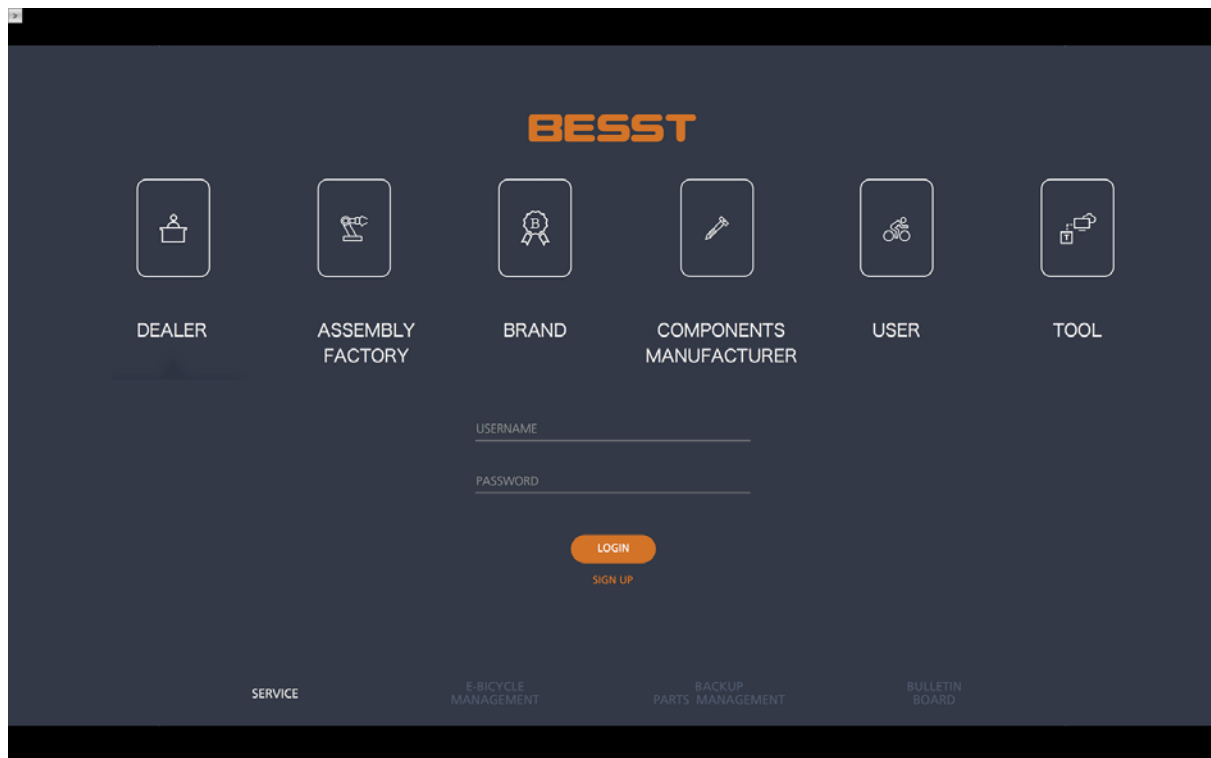 BESST
B
T
DEALER
ASSEMBLY
FACTORY
BRAND
COMPONENTS
MANUFACTURER
USER
TOOL
USERNAME
PASSWORD
LOGIN
SIGN UP
SERVICE
E-BICYCLE
MANAGEMENT
BACKUP
PARTS MANAGEMENT
BULLETIN
BOARD